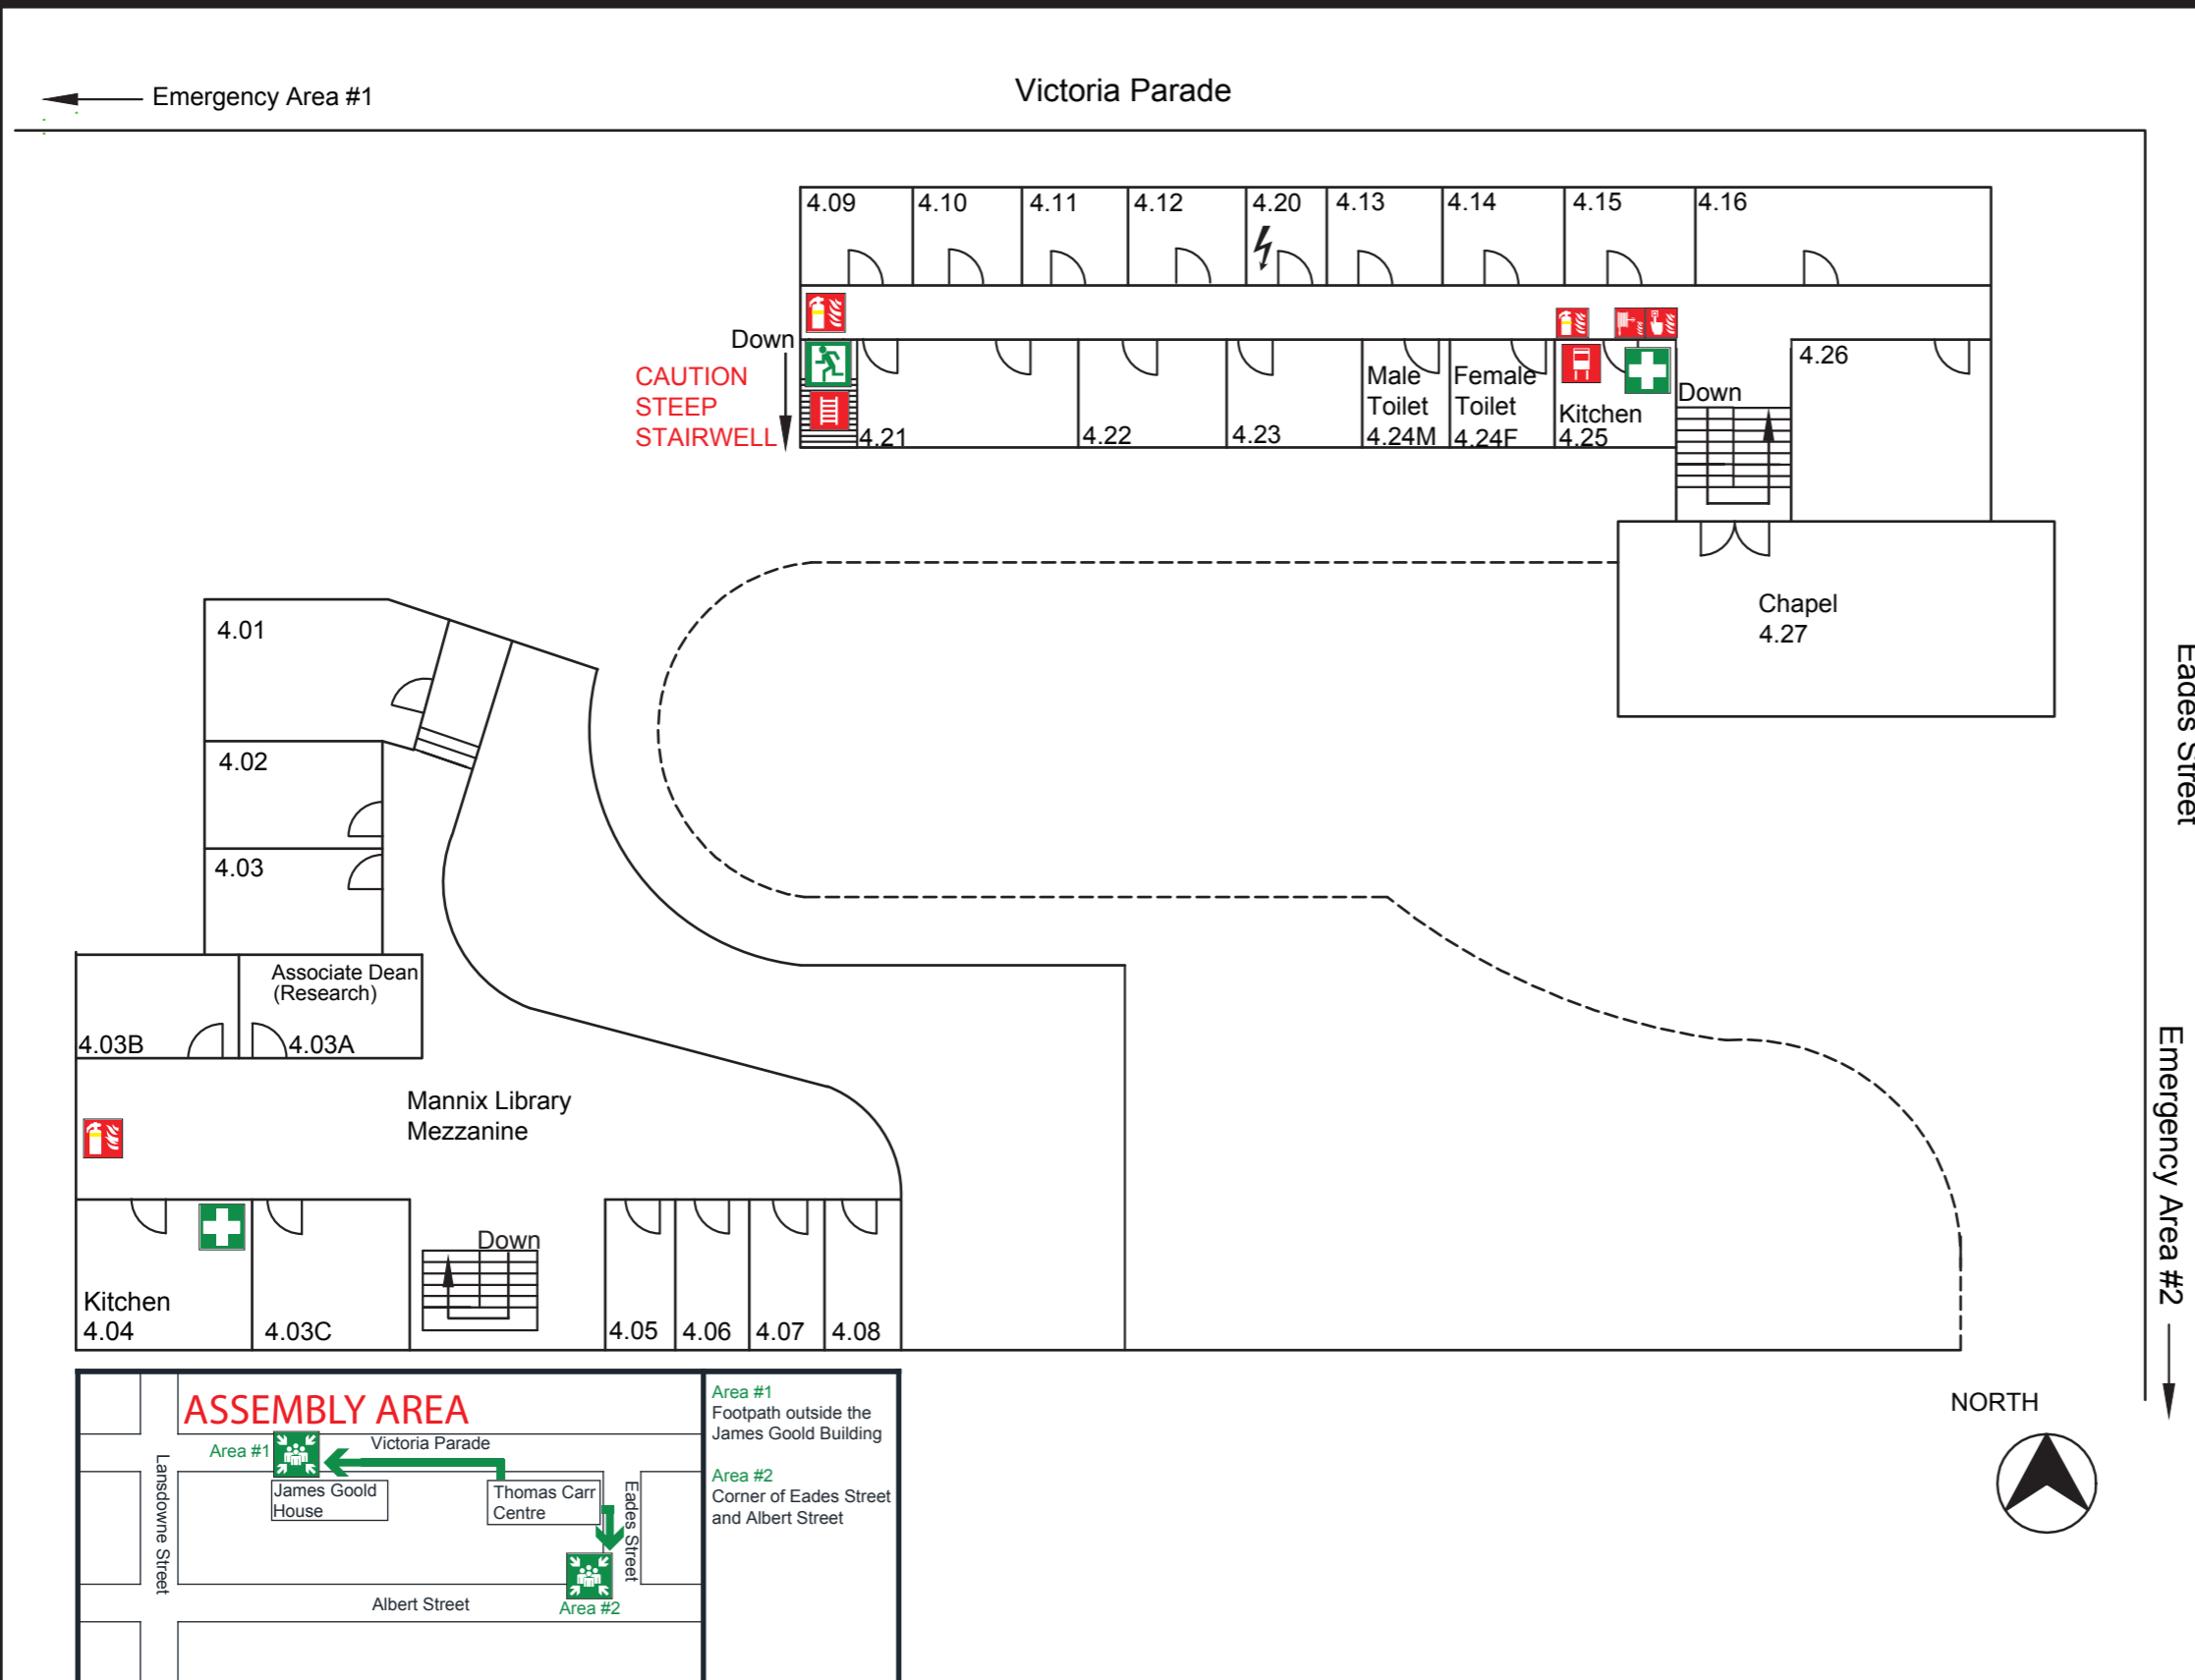 Emergency Area #1
Victoria Parade
4.09
4.10
4.11
4.12
4.20
4.13
4.14
4.15
4.16
Down
CAUTION
STEEP
STAIRWELL
4.21
4.22
4.23
Male
Toilet
4.24M
Female
Toilet
4.24F
Kitchen
4.25
Down
4.26
Chapel
4.27
Eades Street
Emergency Area #2
4.01
4.02
4.03
Associate Dean
(Research)
4.03B
4.03A
Mannix Library
Mezzanine
Kitchen
4.04
4.03C
Down
4.05
4.06
4.07
4.08
NORTH
ASSEMBLY AREA
Area #1
Victoria Parade
Lansdowne Street
James Goold
House
Thomas Carr
Centre
Eades Street
Albert Street
Area #2
Area #1
Footpath outside the
James Goold Building
Area #2
Corner of Eades Street
and Albert Street